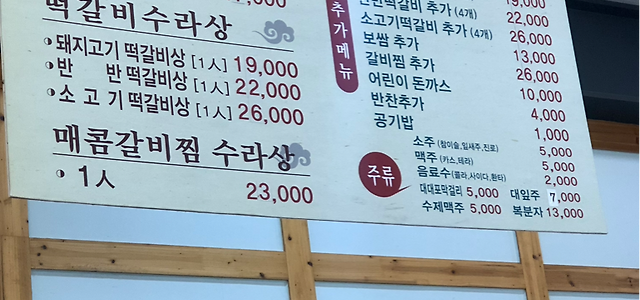 떡갈비수라상
돼지고기 떡갈비상 [1人] 19,000
반 반 떡갈비상 [1人] 22,000
소고기떡갈비상 [1人] 26,000
매콤갈비찜 수라상
1人 23,000
추가메뉴
19,000
추가 (4개) 22,000
소고기떡갈비 추가 (4개) 26,000
보쌈 추가 13,000
갈비찜 추가 26,000
어린이 돈까스 10,000
반찬추가 4,000
공기밥 1,000
주류
소주 (참이슬,잎새주,진로) 5,000
맥주 (카스,테라) 5,000
음료수 (콜라,사이다,환타) 2,000
대대포막걸리 5,000 대잎주 7,000
수제맥주 5,000 복분자 13,000